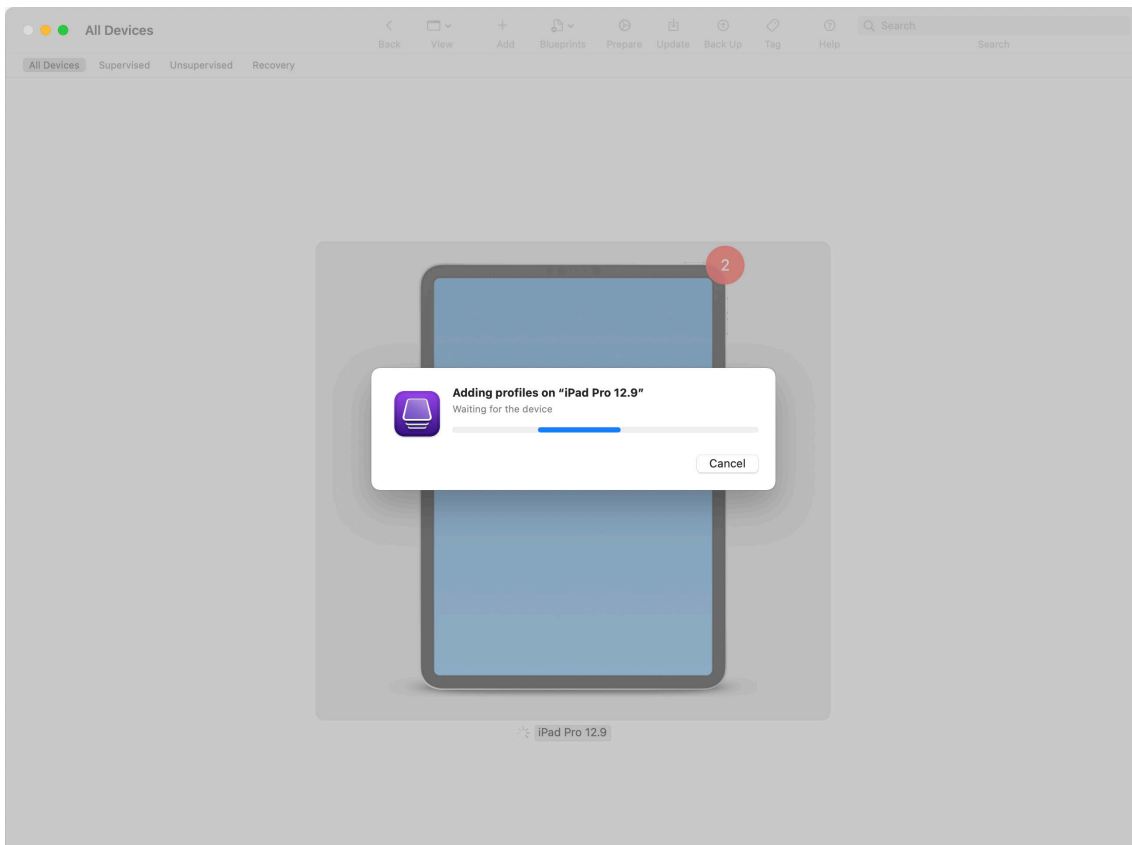 All Devices
Back View Add Blueprints Prepare Update Back Up Tag Help Search
Search
All Devices Supervised Unsupervised Recovery
2
Adding profiles on “iPad Pro 12.9”
Waiting for the device
Cancel
iPad Pro 12.9